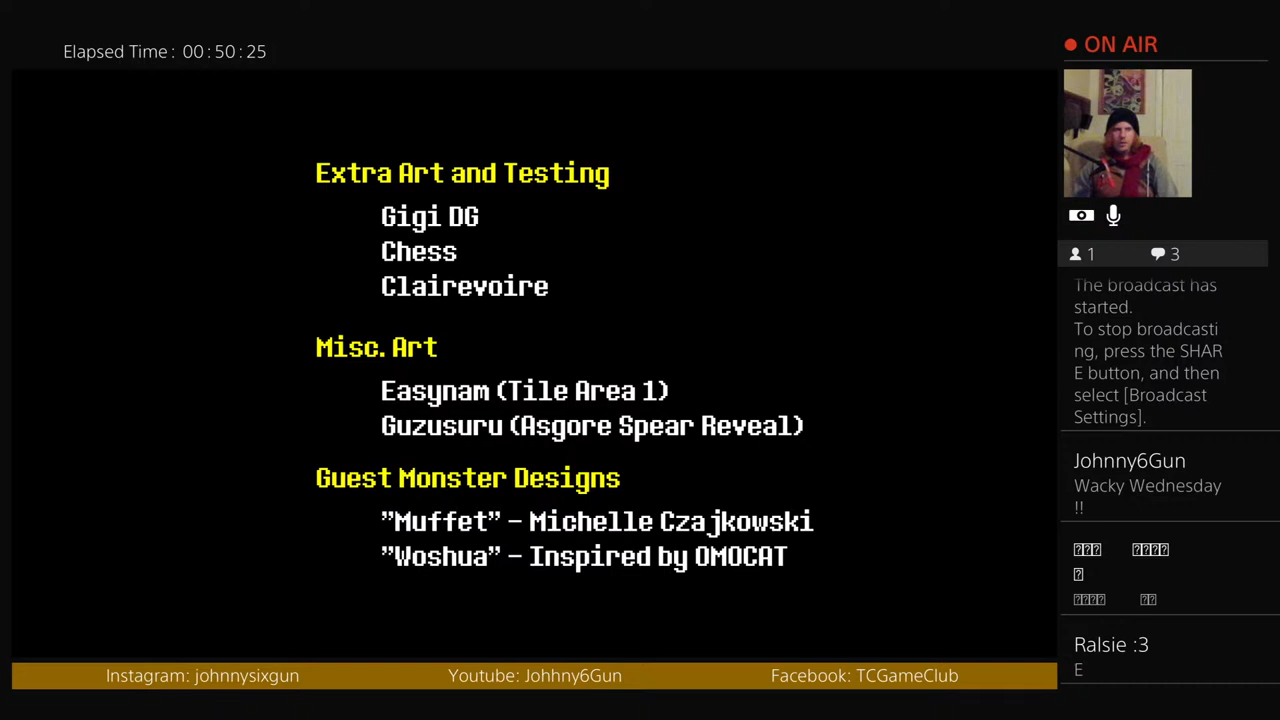 Elapsed Time: 00:50:25
ON AIR
Extra Art and Testing
Gigi DG
Chess
Clairevoire
Misc. Art
Easynam (Tile Area 1)
Guzusuru (Asgore Spear Reveal)
Guest Monster Designs
"Muffet" - Michelle Czajkowski
"Woshua" - Inspired by OMOCAT
1 3
The broadcast has
started.
To stop broadcasti
ng, press the SHAR
E button, and then
select [Broadcast
Settings].
Johnny6Gun
Wacky Wednesday
!!
Ralsie :3
E
Instagram: johnnysixgun Youtube: Johhny6Gun Facebook: TCGameClub